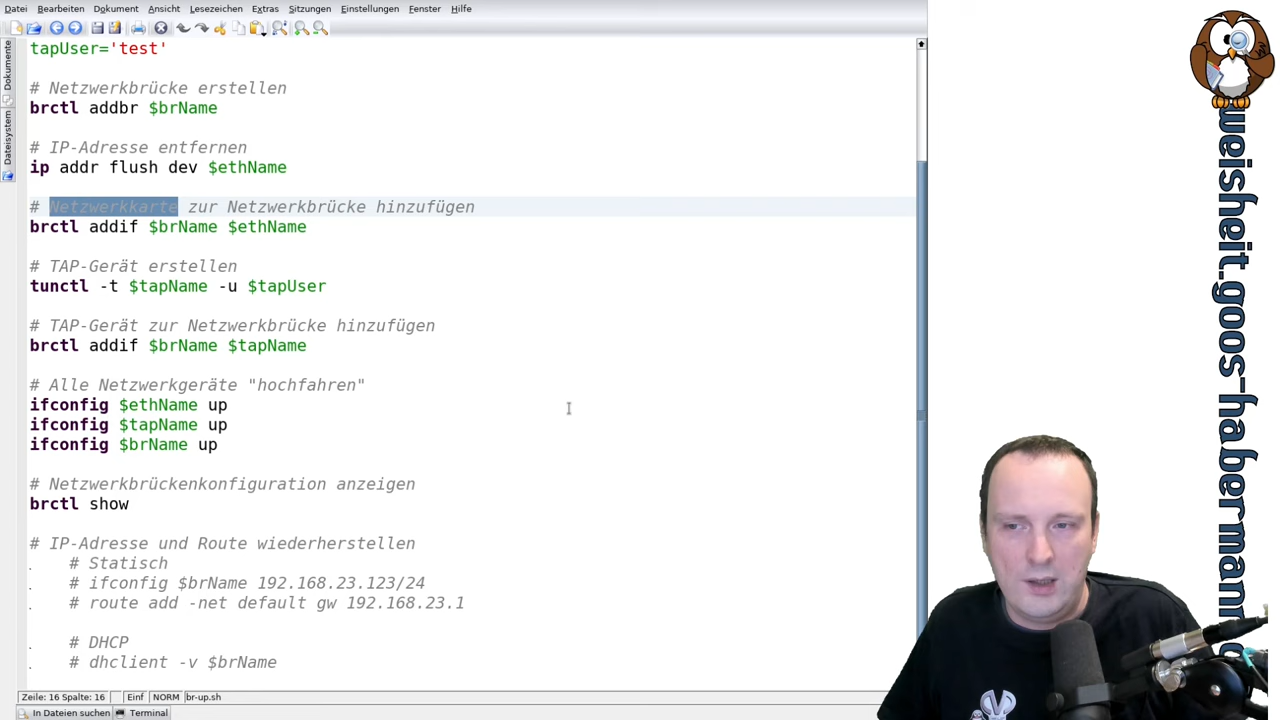 Datei Bearbeiten Dokument Ansicht Lesezeichen Extras Sitzungen Einstellungen Fenster Hilfe
Dokumente
Dateisystem
tapUser='test'
# Netzwerkbrücke erstellen
brctl addbr $brName
# IP-Adresse entfernen
ip addr flush dev $ethName
# Netzwerkkarte zur Netzwerkbrücke hinzufügen
brctl addif $brName $ethName
# TAP-Gerät erstellen
tunctl -t $tapName -u $tapUser
# TAP-Gerät zur Netzwerkbrücke hinzufügen
brctl addif $brName $tapName
# Alle Netzwerkgeräte "hochfahren"
ifconfig $ethName up
ifconfig $tapName up
ifconfig $brName up
# Netzwerkbrückenkonfiguration anzeigen
brctl show
# IP-Adresse und Route wiederherstellen
# Statisch
# ifconfig $brName 192.168.23.123/24
# route add -net default gw 192.168.23.1
# DHCP
# dhclient -v $brName
Zeile: 16 Spalte: 16 Einf NORM br-up.sh
In Dateien suchen Terminal
weisheit.goos-habermann.d